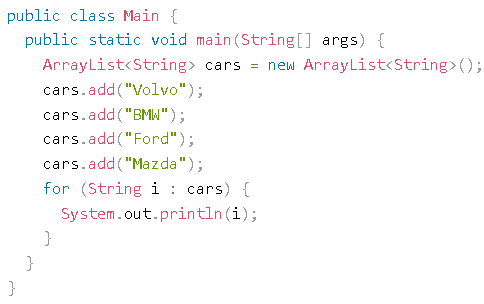 public class Main {
  public static void main(String[] args) {
    ArrayList<String> cars = new ArrayList<String>();
    cars.add("Volvo");
    cars.add("BMW");
    cars.add("Ford");
    cars.add("Mazda");
    for (String i : cars) {
      System.out.println(i);
    }
  }
}